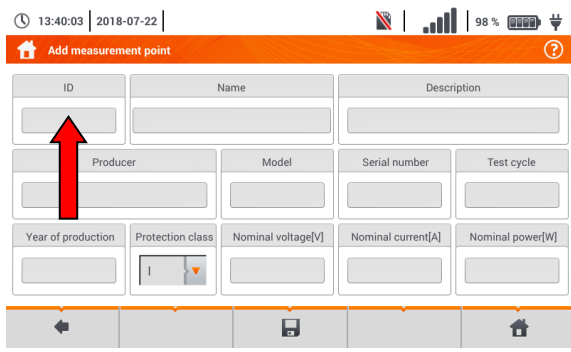 13:40:03 2018-07-22 98 %
Add measurement point ?
ID Name Description
Producer Model Serial number Test cycle
Year of production Protection class Nominal voltage[V] Nominal current[A] Nominal power[W]
I